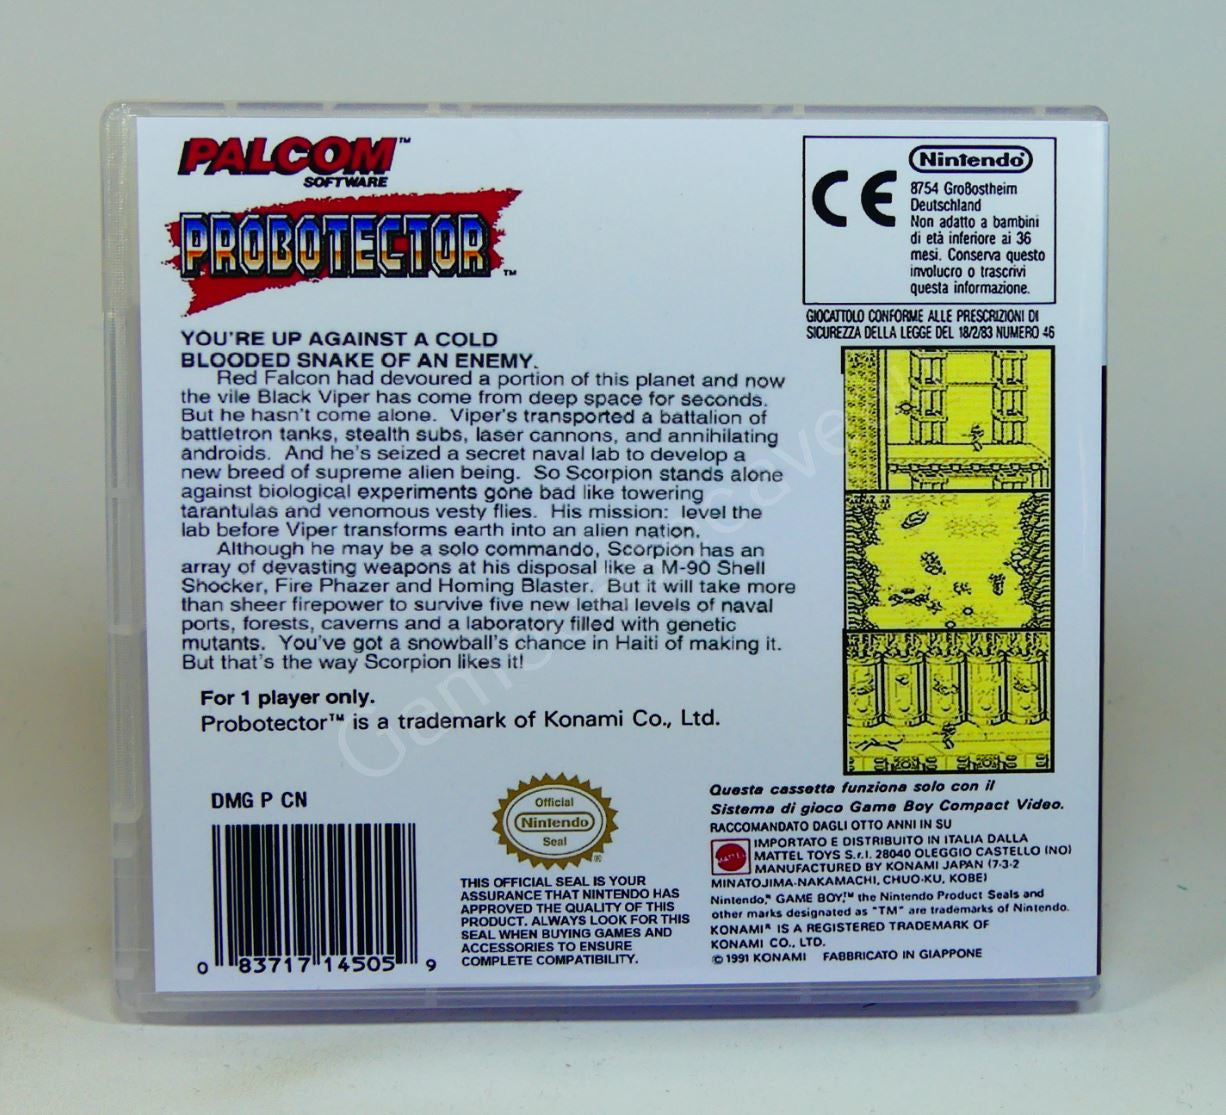 PALCOM™
SOFTWARE
PROBOTECTOR™
YOU'RE UP AGAINST A COLD
BLOODED SNAKE OF AN ENEMY.
Red Falcon had devoured a portion of this planet and now
the vile Black Viper has come from deep space for seconds.
But he hasn't come alone. Viper's transported a battalion of
battletron tanks, stealth subs, laser cannons, and annihilating
androids. And he's seized a secret naval lab to develop a
new breed of supreme alien being. So Scorpion stands alone
against biological experiments gone bad like towering
tarantulas and venomous vesty flies. His mission: level the
lab before Viper transforms earth into an alien nation.
Although he may be a solo commando, Scorpion has an
array of devasting weapons at his disposal like a M-90 Shell
Shocker, Fire Phazer and Homing Blaster. But it will take more
than sheer firepower to survive five new lethal levels of naval
ports, forests, caverns and a laboratory filled with genetic
mutants. You've got a snowball's chance in Haiti of making it.
But that's the way Scorpion likes it!
For 1 player only.
Probotector™ is a trademark of Konami Co., Ltd.
DMG P CN
0 83717 14505 9
Official
Nintendo
Seal
®
THIS OFFICIAL SEAL IS YOUR
ASSURANCE THAT NINTENDO HAS
APPROVED THE QUALITY OF THIS
PRODUCT. ALWAYS LOOK FOR THIS
SEAL WHEN BUYING GAMES AND
ACCESSORIES TO ENSURE
COMPLETE COMPATIBILITY.
CE
Nintendo®
8754 Großostheim
Deutschland
Non adatto a bambini
di età inferiore ai 36
mesi. Conserva questo
involucro o trascrivi
questa informazione.
GIOCATTOLO CONFORME ALLE PRESCRIZIONI DI
SICUREZZA DELLA LEGGE DEL 18/2/83 NUMERO 46
Questa cassetta funziona solo con il
Sistema di gioco Game Boy Compact Video.
RACCOMANDATO DAGLI OTTO ANNI IN SU
MATTEL
IMPORTATO E DISTRIBUITO IN ITALIA DALLA
MATTEL TOYS S.r.l. 28040 OLEGGIO CASTELLO (NO)
MANUFACTURED BY KONAMI JAPAN (7-3-2
MINATOJIMA-NAKAMACHI, CHUO-KU, KOBE)
Nintendo,® GAME BOY,™ the Nintendo Product Seals and
other marks designated as "TM" are trademarks of Nintendo.
KONAMI® IS A REGISTERED TRADEMARK OF
KONAMI CO., LTD.
© 1991 KONAMI FABBRICATO IN GIAPPONE